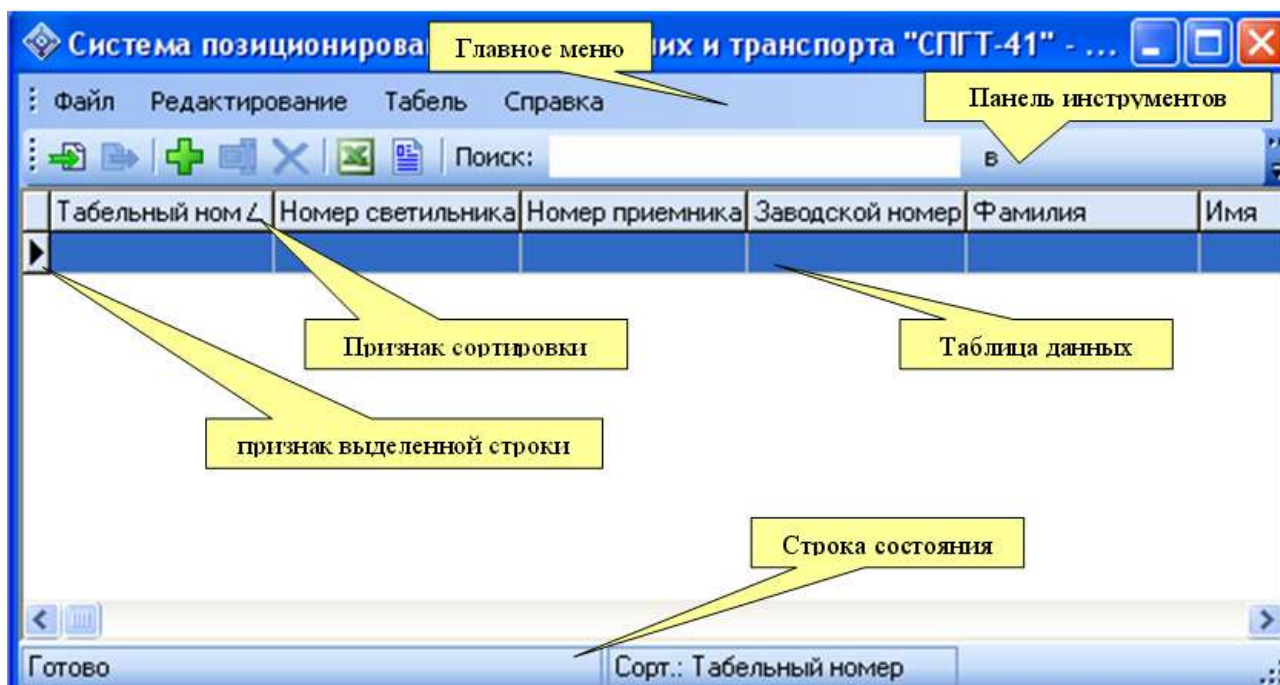 Система позиционирова их и транспорта "СПГТ-41" - ...
Главное меню
Файл Редактирование Табель Справка
Панель инструментов
Поиск: в
Табельный ном Номер светильника Номер приемника Заводской номер Фамилия Имя
Признак сортировки
Таблица данных
признак выделенной строки
Строка состояния
Готово Сорт.: Табельный номер